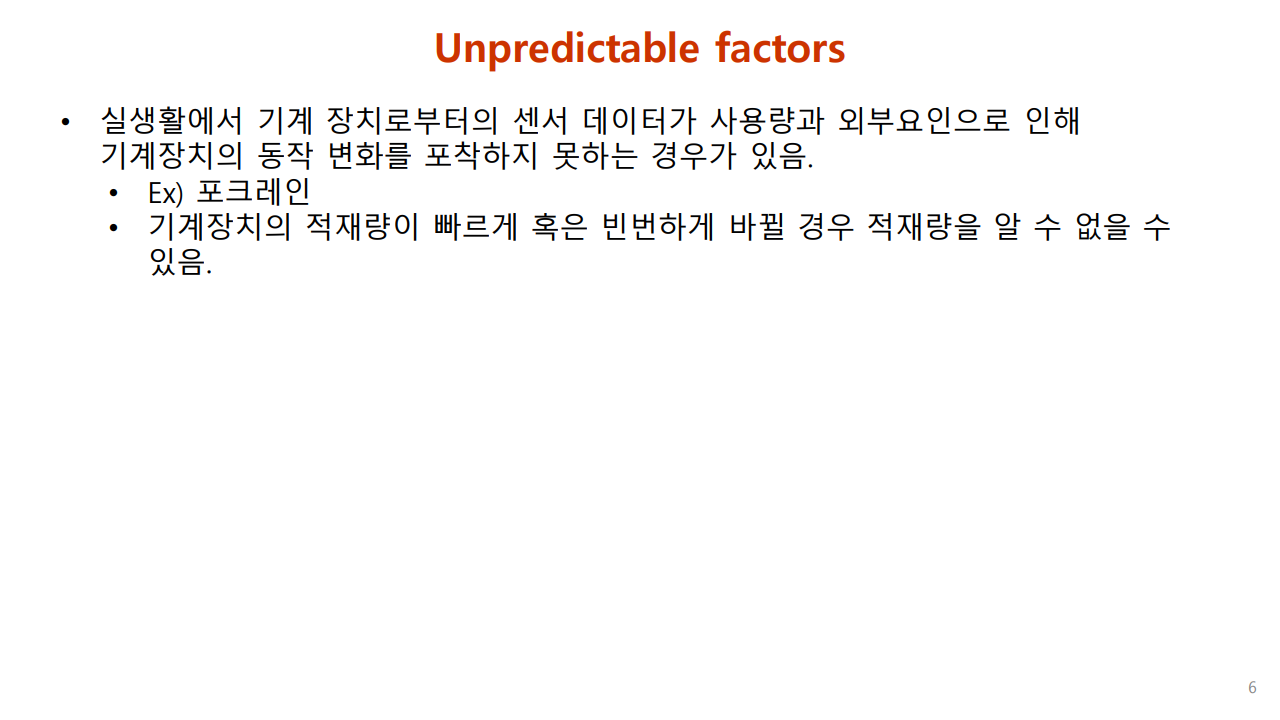 Unpredictable factors
• 실생활에서 기계 장치로부터의 센서 데이터가 사용량과 외부요인으로 인해
기계장치의 동작 변화를 포착하지 못하는 경우가 있음.
• Ex) 포크레인
• 기계장치의 적재량이 빠르게 혹은 빈번하게 바뀔 경우 적재량을 알 수 없을 수
있음.
6